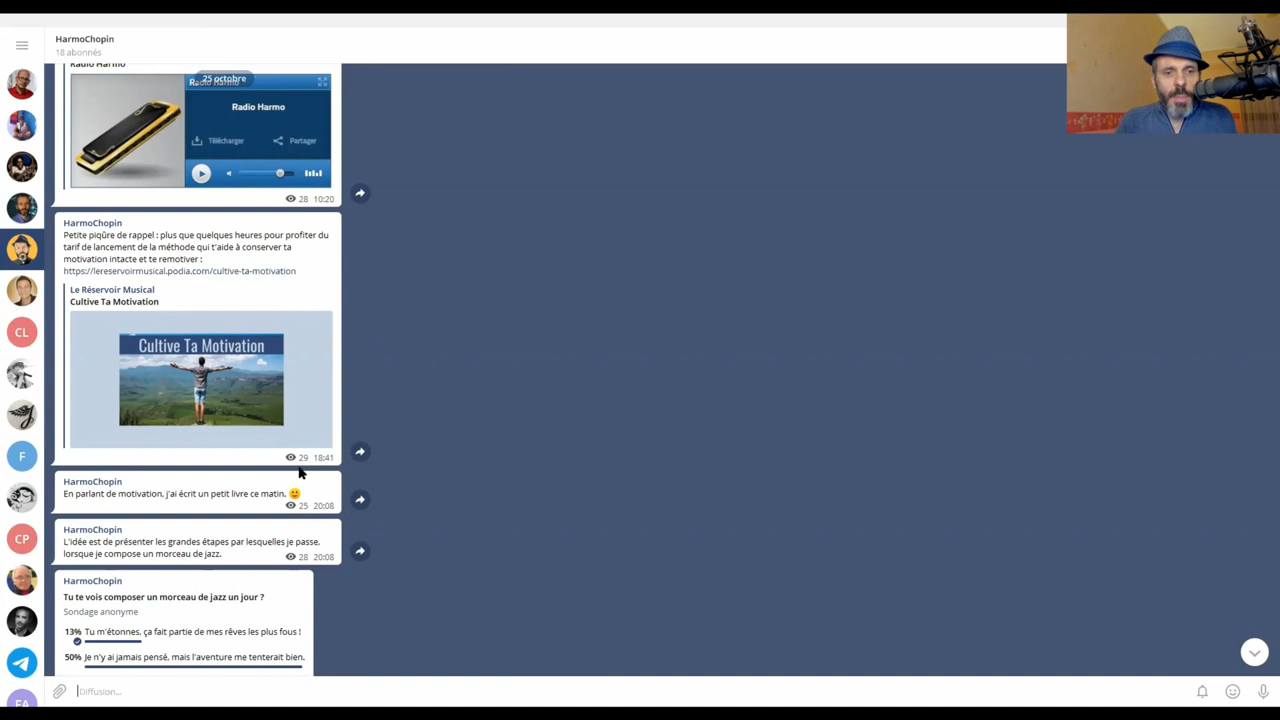 HarmoChopin
18 abonnés
Radio Harmo
25 octobre
Radio Harmo
Télécharger
Partager
28 10:20
HarmoChopin
Petite piqûre de rappel : plus que quelques heures pour profiter du
tarif de lancement de la méthode qui t'aide à conserver ta
motivation intacte et te remotiver :
https://lereservoirmusical.podia.com/cultive-ta-motivation
Le Réservoir Musical
Cultive Ta Motivation
Cultive Ta Motivation
29 18:41
HarmoChopin
En parlant de motivation, j'ai écrit un petit livre ce matin.
25 20:08
HarmoChopin
L'idée est de présenter les grandes étapes par lesquelles je passe,
lorsque je compose un morceau de jazz.
28 20:08
HarmoChopin
Tu te vois composer un morceau de jazz un jour ?
Sondage anonyme
13% Tu m'étonnes, ça fait partie de mes rêves les plus fous !
50% Je n'y ai jamais pensé, mais l'aventure me tenterait bien.
CL
F
CP
EA
Diffusion...